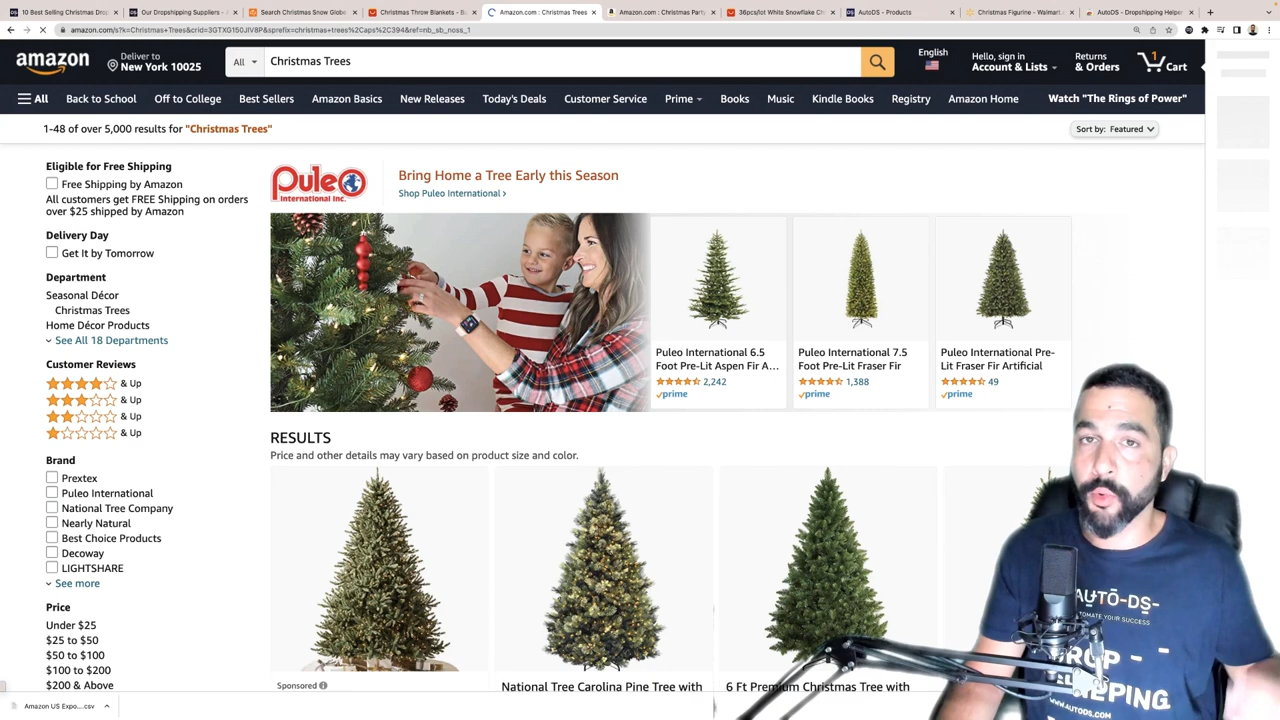 10 Best Selling Christmas Drop
Our Dropshipping Suppliers - A
Search Christmas Snow Globe
Christmas Throw Blankets - B
Amazon.com : Christmas Trees
Amazon.com : Christmas Party
36pcs/lot White Snowflake Ch
AutoDS - Products
Christmas Figurine - Walmart
AutoDS - Dropshipping Helper
amazon.com/s?k=Christmas+Trees&crid=3GTXG150JIV8P&sprefix=christmas+trees%2Caps%2C394&ref=nb_sb_noss_1
amazon
Deliver to
New York 10025
All
Christmas Trees
English
Hello, sign in
Account & Lists
Returns
& Orders
1
Cart
All
Back to School
Off to College
Best Sellers
Amazon Basics
New Releases
Today's Deals
Customer Service
Prime
Books
Music
Kindle Books
Registry
Amazon Home
Watch "The Rings of Power"
1-48 of over 5,000 results for "Christmas Trees"
Sort by: Featured
Eligible for Free Shipping
Free Shipping by Amazon
All customers get FREE Shipping on orders
over $25 shipped by Amazon
Delivery Day
Get It by Tomorrow
Department
Seasonal Décor
Christmas Trees
Home Décor Products
See All 18 Departments
Customer Reviews
& Up
& Up
& Up
& Up
Brand
Prextex
Puleo International
National Tree Company
Nearly Natural
Best Choice Products
Decoway
LIGHTSHARE
See more
Price
Under $25
$25 to $50
$50 to $100
$100 to $200
$200 & Above
Puleo
International Inc.
Bring Home a Tree Early this Season
Shop Puleo International
Puleo International 6.5
Foot Pre-Lit Aspen Fir A...
2,242
prime
Puleo International 7.5
Foot Pre-Lit Fraser Fir
1,388
prime
Puleo International Pre-
Lit Fraser Fir Artificial
49
prime
RESULTS
Price and other details may vary based on product size and color.
Sponsored
National Tree Carolina Pine Tree with
6 Ft Premium Christmas Tree with
AUTO-DS
AUTOMATE YOUR SUCCESS
WWW.AUTODS.COM
Amazon US Expo....csv